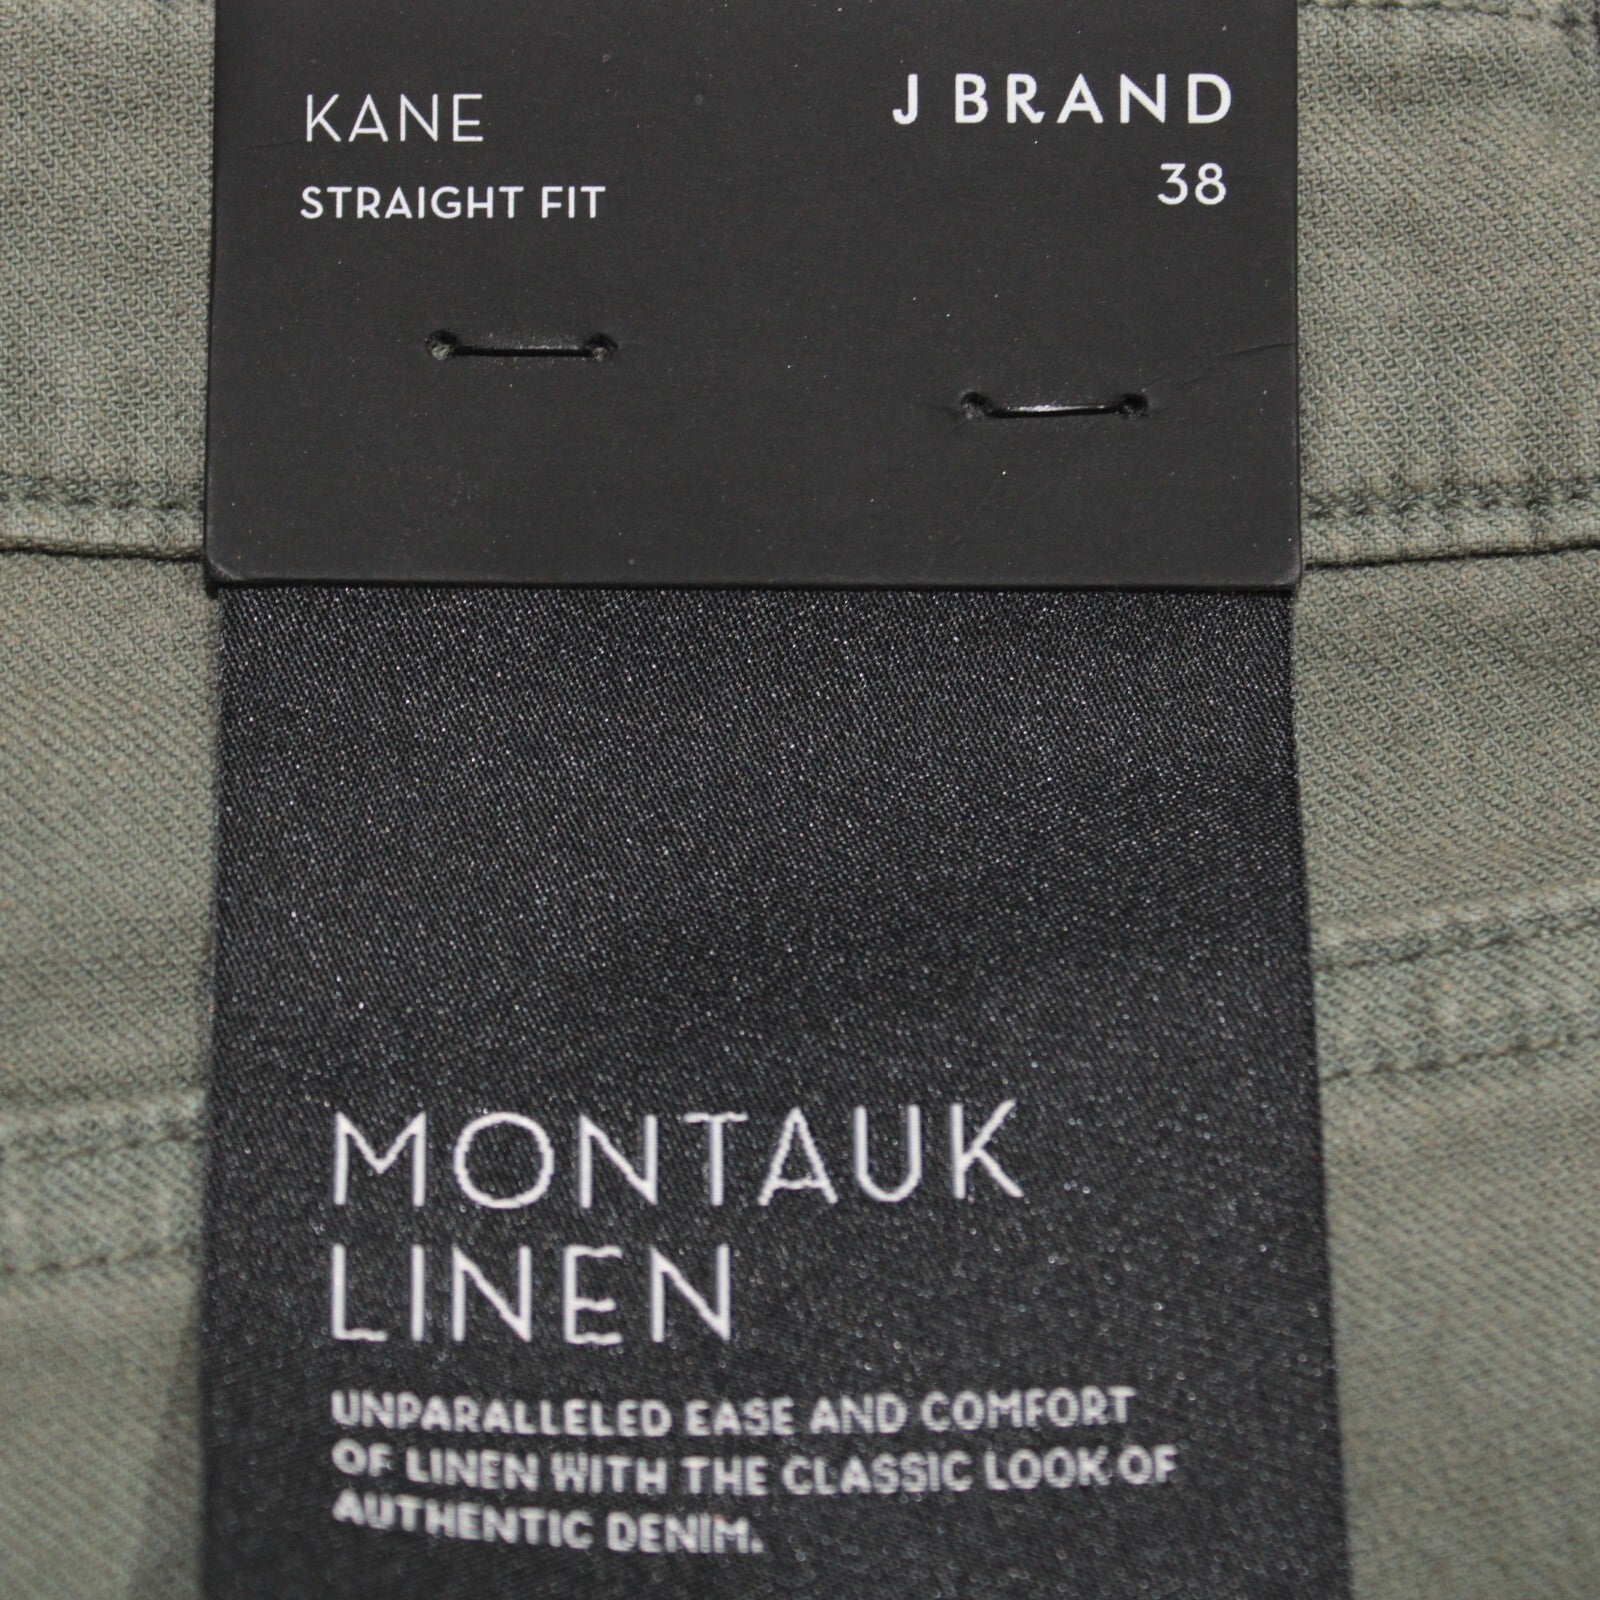 KANE
STRAIGHT FIT
J BRAND
38
MONTAUK
LINEN
UNPARALLELED EASE AND COMFORT
OF LINEN WITH THE CLASSIC LOOK OF
AUTHENTIC DENIM.